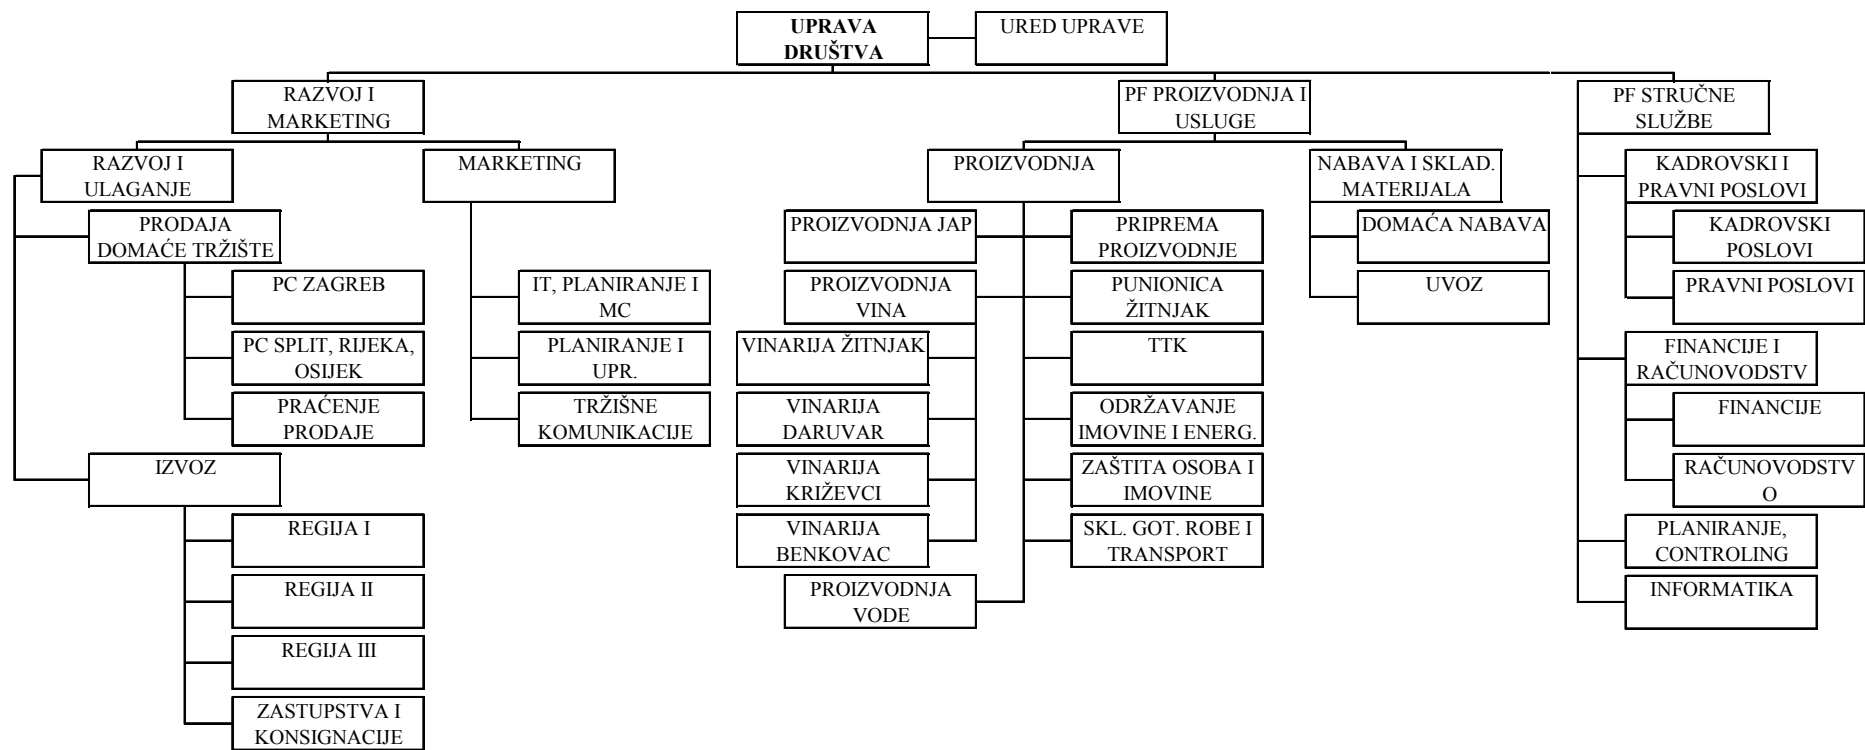 UPRAVA
DRUŠTVA
URED UPRAVE
RAZVOJ I
MARKETING
PF PROIZVODNJA I
USLUGE
PF STRUČNE
SLUŽBE
RAZVOJ I
ULAGANJE
MARKETING
PROIZVODNJA
NABAVA I SKLAD.
MATERIJALA
KADROVSKI I
PRAVNI POSLOVI
PRODAJA
DOMAĆE TRŽIŠTE
PROIZVODNJA JAP
PRIPREMA
PROIZVODNJE
DOMAĆA NABAVA
KADROVSKI
POSLOVI
PC ZAGREB
IT, PLANIRANJE I
MC
PROIZVODNJA
VINA
PUNIONICA
ŽITNJAK
UVOZ
PRAVNI POSLOVI
PC SPLIT, RIJEKA,
OSIJEK
PLANIRANJE I
UPR.
VINARIJA ŽITNJAK
TTK
FINANCIJE I
RAČUNOVODSTV
PRAĆENJE
PRODAJE
TRŽIŠNE
KOMUNIKACIJE
VINARIJA
DARUVAR
ODRŽAVANJE
IMOVINE I ENERG.
FINANCIJE
IZVOZ
VINARIJA
KRIŽEVCI
ZAŠTITA OSOBA I
IMOVINE
RAČUNOVODSTV
O
REGIJA I
VINARIJA
BENKOVAC
SKL. GOT. ROBE I
TRANSPORT
PLANIRANJE,
CONTROLING
REGIJA II
PROIZVODNJA
VODE
INFORMATIKA
REGIJA III
ZASTUPSTVA I
KONSIGNACIJE